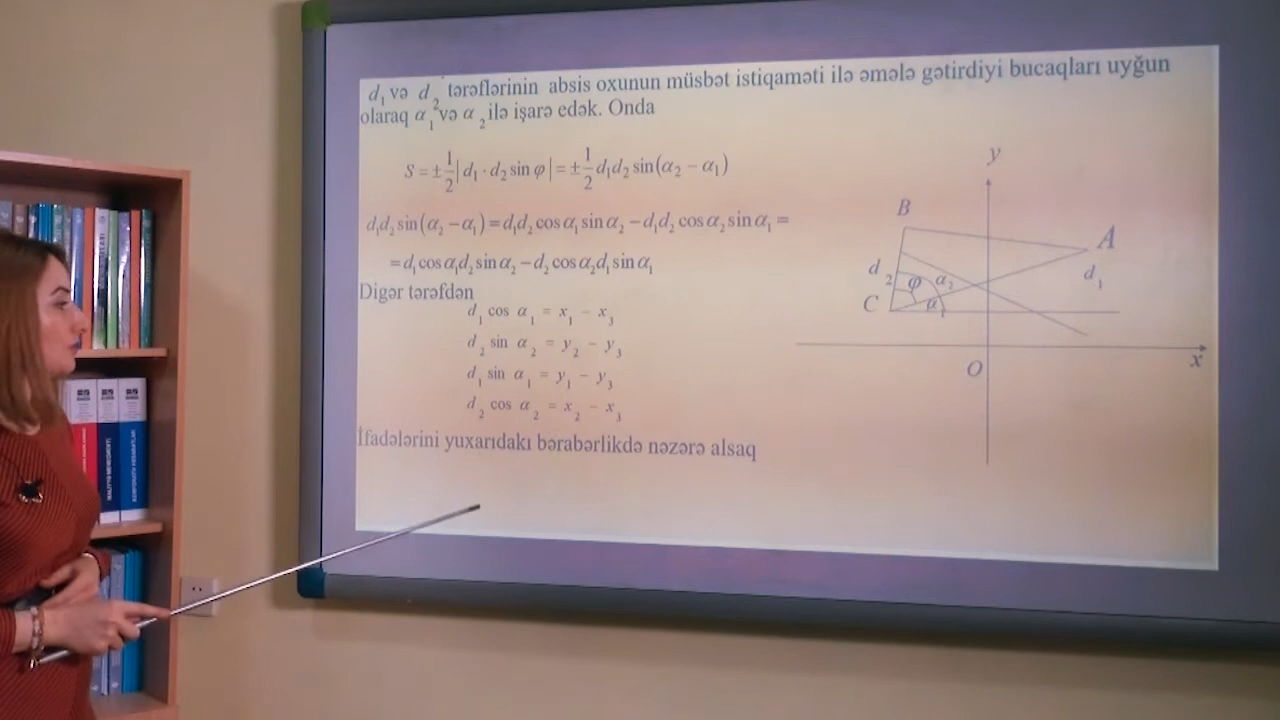 d₁ və d₂ tərəflərinin absis oxunun müsbət istiqaməti ilə əmələ gətirdiyi bucaqları uyğun
olaraq α₁ və α₂ ilə işarə edək. Onda
S = ±1/2|d₁ · d₂ sin φ| = ±1/2 d₁d₂ sin(α₂ − α₁)
d₁d₂ sin(α₂ − α₁) = d₁d₂ cos α₁ sin α₂ − d₁d₂ cos α₂ sin α₁ =
= d₁ cos α₁d₂ sin α₂ − d₂ cos α₂d₁ sin α₁
Digər tərəfdən
d₁ cos α₁ = x₁ − x₃
d₂ sin α₂ = y₂ − y₃
d₁ sin α₁ = y₁ − y₃
d₂ cos α₂ = x₂ − x₃
İfadələrini yuxarıdakı bərabərlikdə nəzərə alsaq
y
B
A
d₂ φ α₂ d₁
C α₁
O x